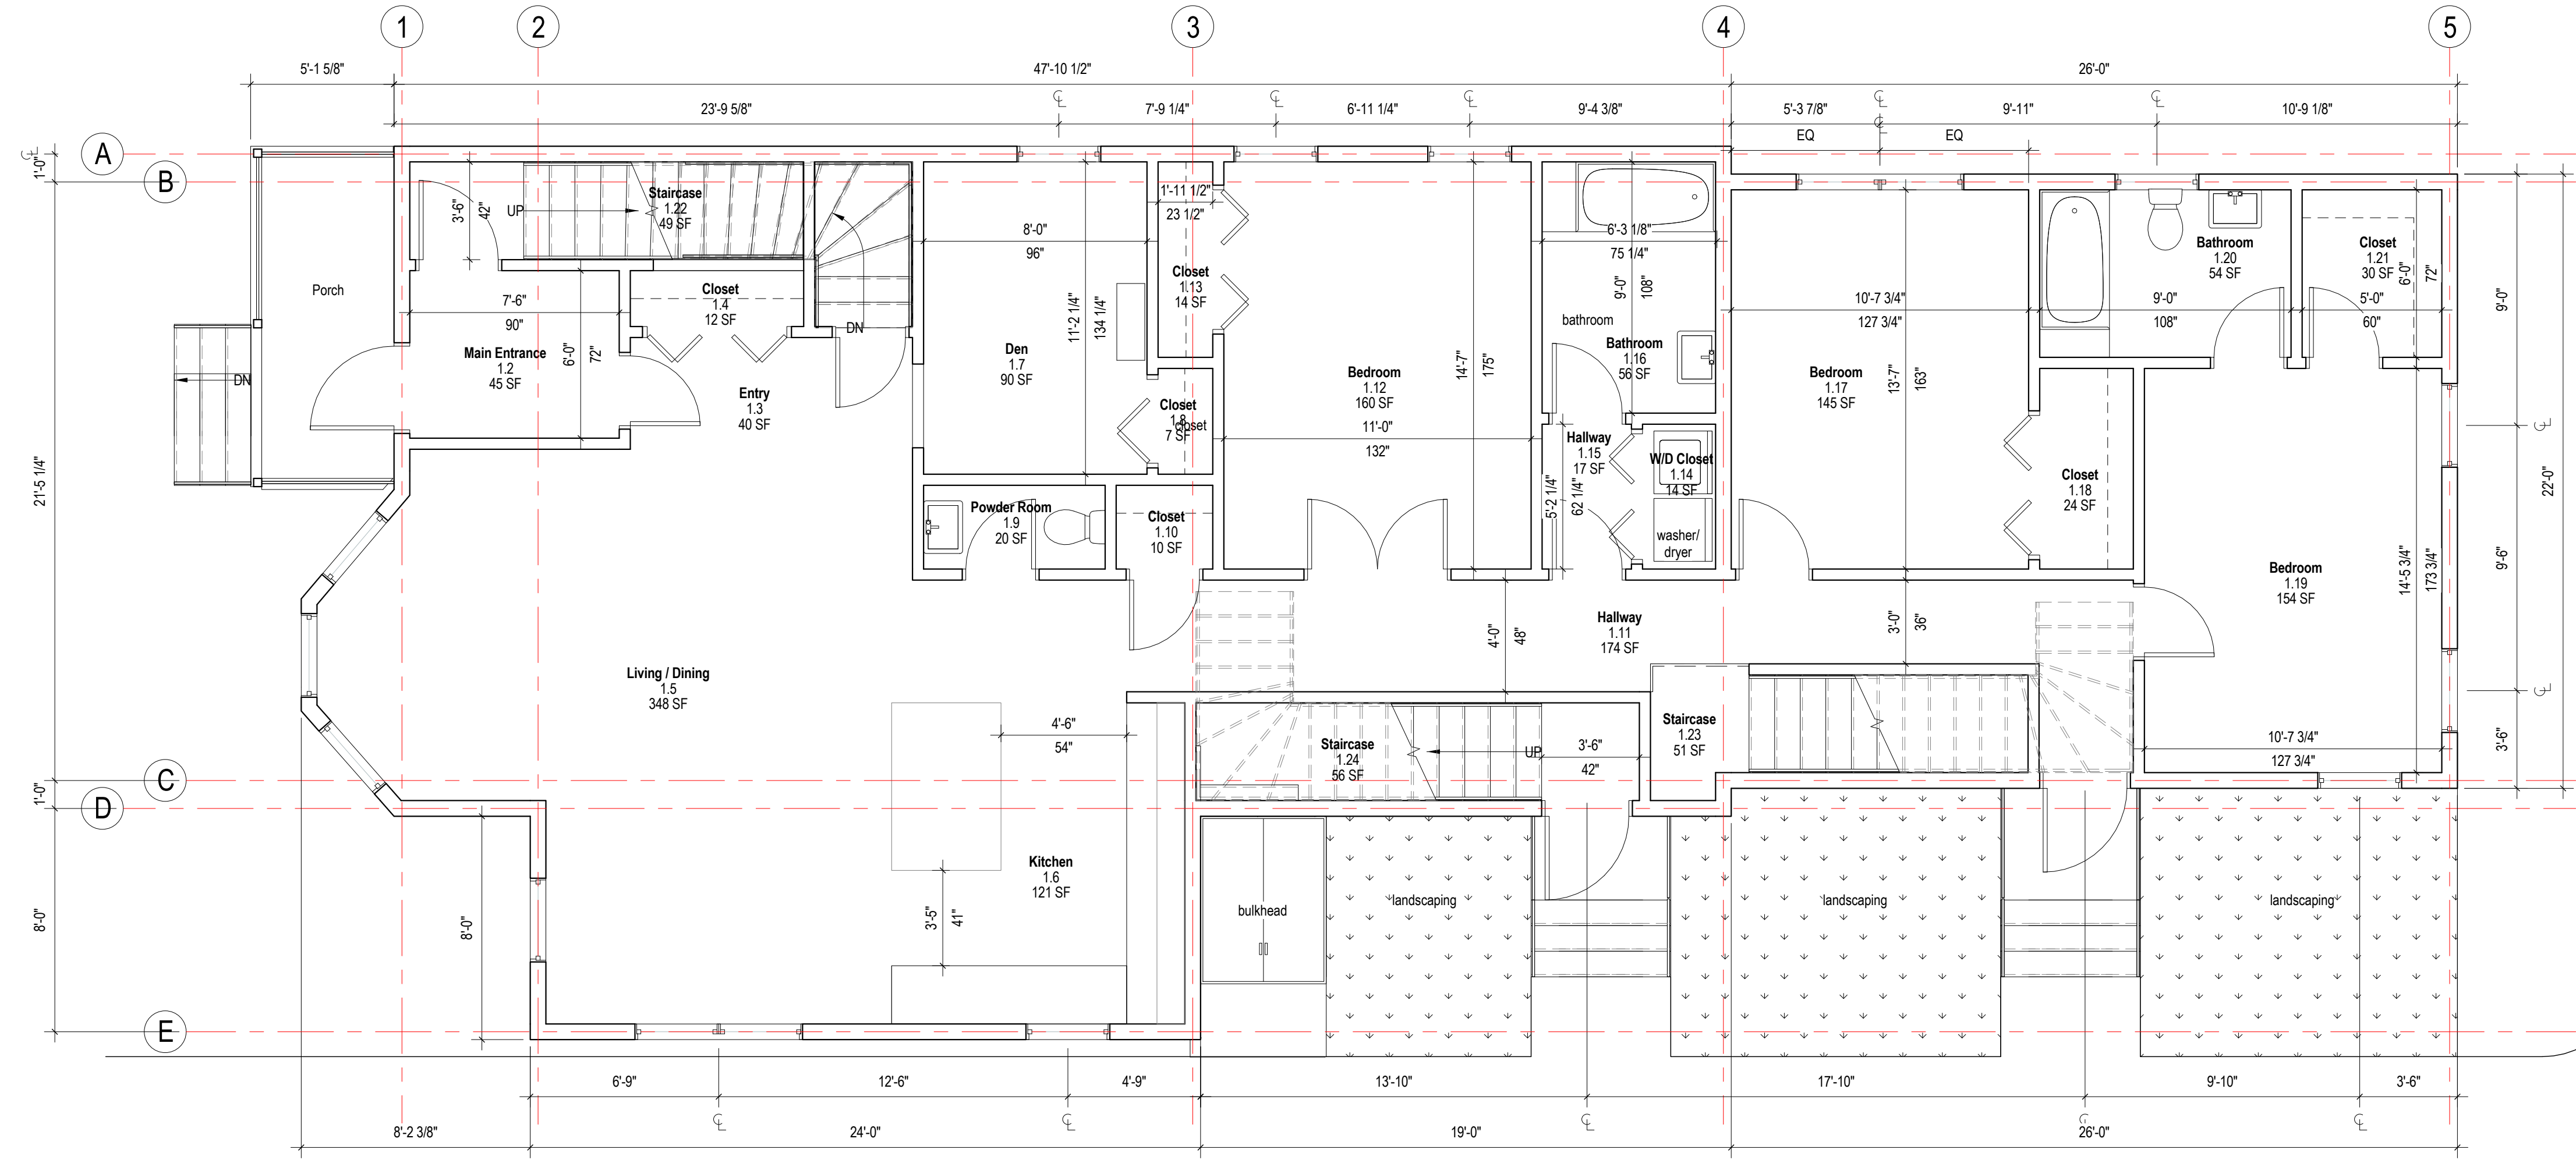 1
2
3
4
5
5'-1 5/8"
47'-10 1/2"
26'-0"
23'-9 5/8"
7'-9 1/4"
6'-11 1/4"
9'-4 3/8"
5'-3 7/8"
9'-11"
10'-9 1/8"
EQ
EQ
A
B
C
D
E
1'-0"
21'-5 1/4"
1'-0"
8'-0"
Porch
DN
3'-6"
42"
UP
Staircase
1.22
49 SF
7'-6"
90"
Main Entrance
1.2
45 SF
6'-0"
72"
Closet
1.4
12 SF
DN
Entry
1.3
40 SF
8'-0"
96"
Den
1.7
90 SF
11'-2 1/4"
134 1/4"
1'-11 1/2"
23 1/2"
Closet
1.13
14 SF
Closet
1.8
7 SF
closet
Powder Room
1.9
20 SF
Closet
1.10
10 SF
Bedroom
1.12
160 SF
11'-0"
132"
14'-7"
175"
6'-3 1/8"
75 1/4"
9'-0"
108"
bathroom
Bathroom
1.16
56 SF
Hallway
1.15
17 SF
5'-2 1/4"
62 1/4"
W/D Closet
1.14
14 SF
washer/
dryer
10'-7 3/4"
127 3/4"
Bedroom
1.17
145 SF
13'-7"
163"
Bathroom
1.20
54 SF
9'-0"
108"
Closet
1.21
30 SF
6'-0"
72"
5'-0"
60"
Closet
1.18
24 SF
Bedroom
1.19
154 SF
14'-5 3/4"
173 3/4"
10'-7 3/4"
127 3/4"
9'-0"
9'-6"
3'-6"
22'-0"
Hallway
1.11
174 SF
4'-0"
48"
3'-0"
36"
Living / Dining
1.5
348 SF
4'-6"
54"
Kitchen
1.6
121 SF
3'-5"
41"
8'-0"
Staircase
1.24
56 SF
UP
3'-6"
42"
Staircase
1.23
51 SF
bulkhead
landscaping
landscaping
landscaping
6'-9"
12'-6"
4'-9"
13'-10"
17'-10"
9'-10"
3'-6"
8'-2 3/8"
24'-0"
19'-0"
26'-0"